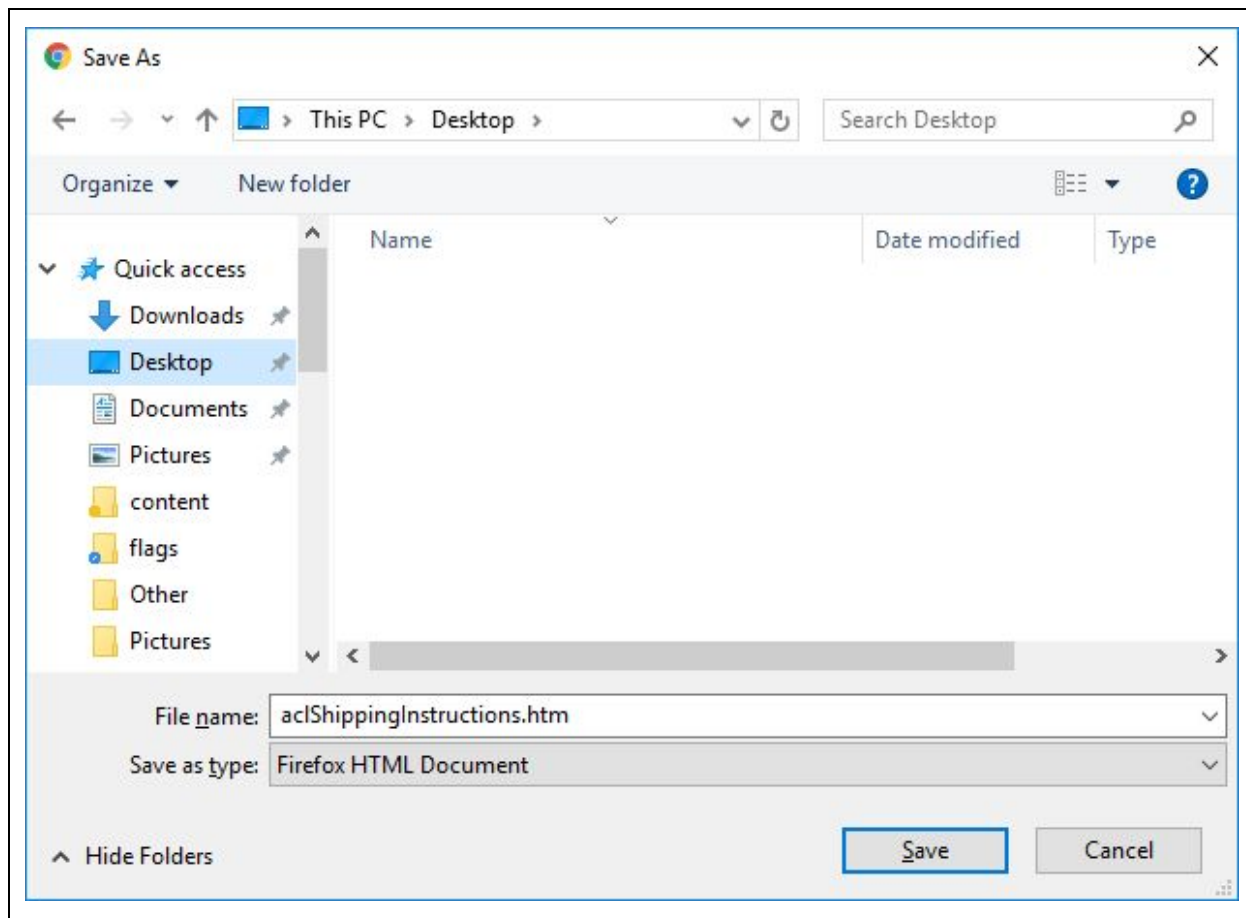 Save As
This PC > Desktop >
Search Desktop
Organize
New folder
?
Name
Date modified
Type
Quick access
Downloads
Desktop
Documents
Pictures
content
flags
Other
Pictures
File name:
aclShippingInstructions.htm
Save as type:
Firefox HTML Document
Hide Folders
Save
Cancel